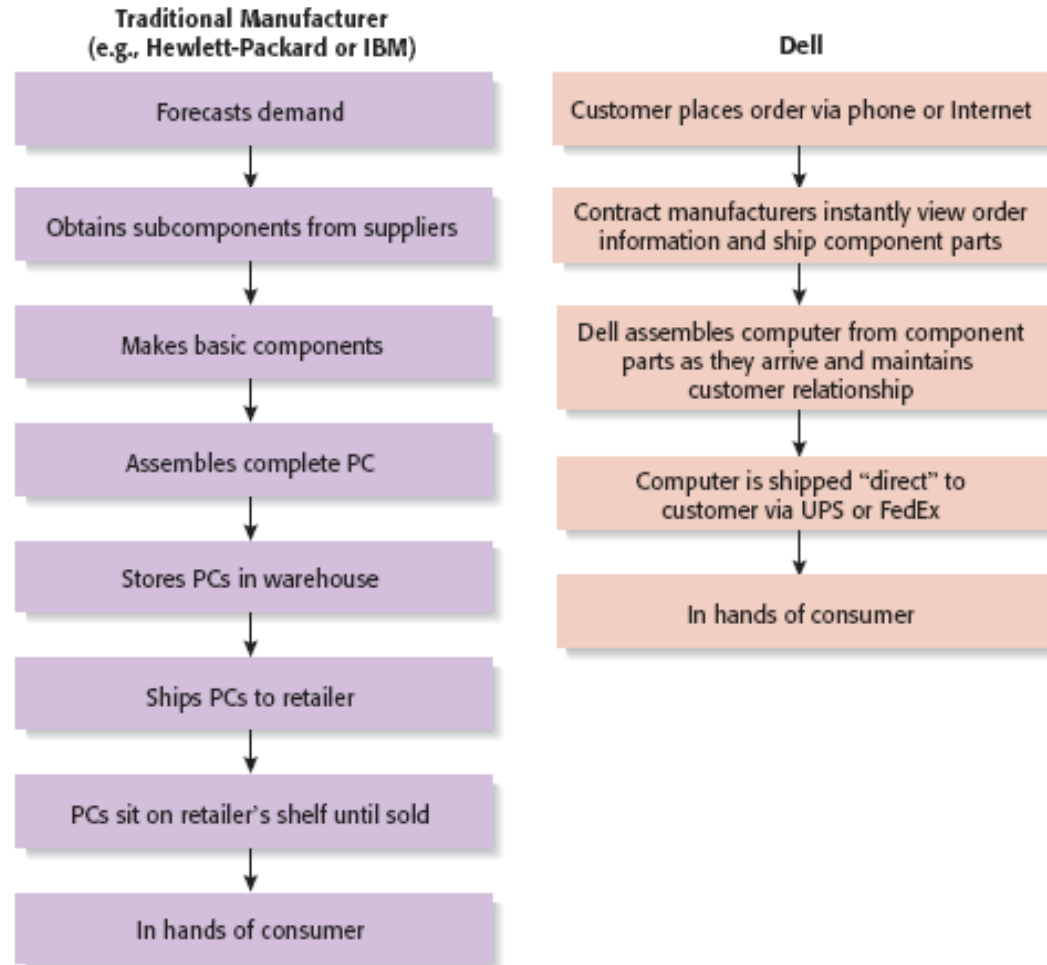 Traditional Manufacturer
(e.g., Hewlett-Packard or IBM)
Forecasts demand
Obtains subcomponents from suppliers
Makes basic components
Assembles complete PC
Stores PCs in warehouse
Ships PCs to retailer
PCs sit on retailer's shelf until sold
In hands of consumer
Dell
Customer places order via phone or Internet
Contract manufacturers instantly view order
information and ship component parts
Dell assembles computer from component
parts as they arrive and maintains
customer relationship
Computer is shipped “direct” to
customer via UPS or FedEx
In hands of consumer